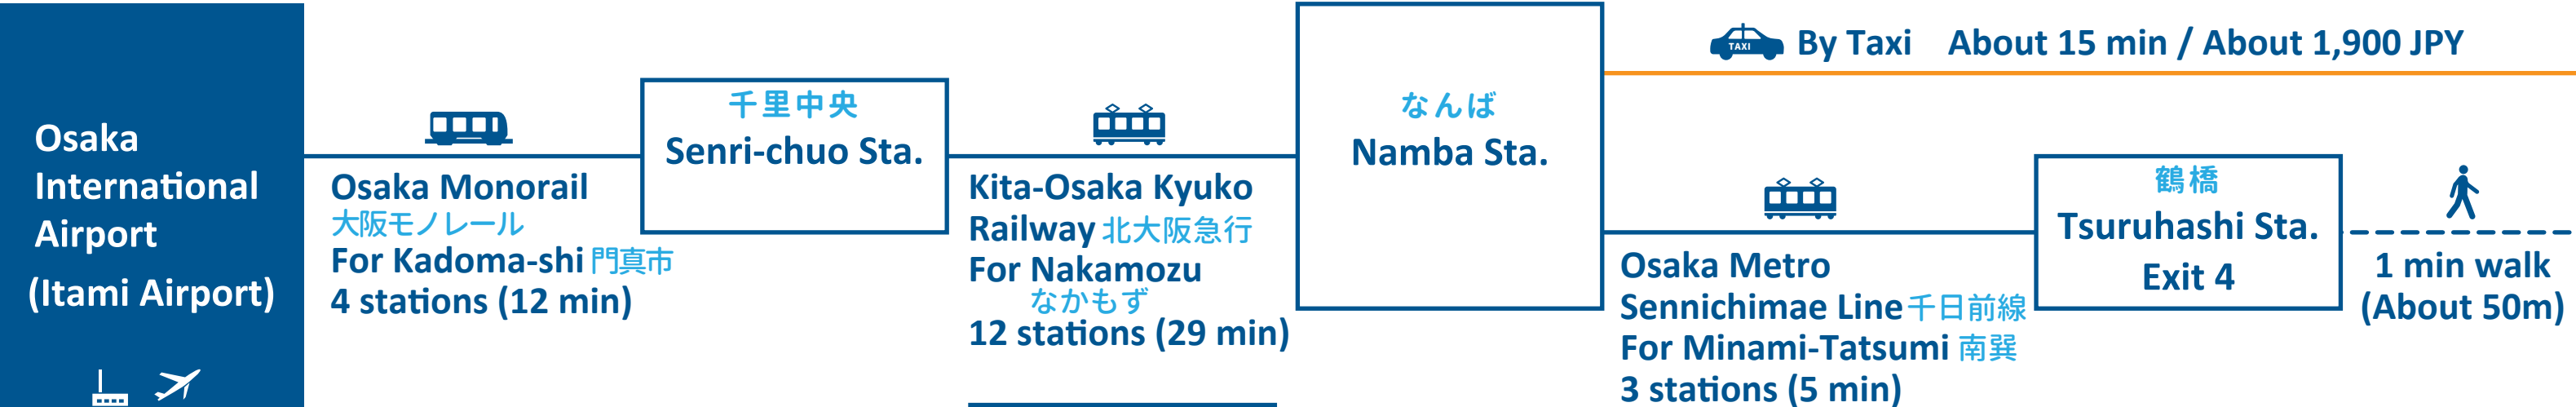 Osaka
International
Airport
(Itami Airport)
Osaka Monorail
大阪モノレール
For Kadoma-shi 門真市
4 stations (12 min)
千里中央
Senri-chuo Sta.
Kita-Osaka Kyuko
Railway 北大阪急行
For Nakamozu
なかもず
12 stations (29 min)
なんば
Namba Sta.
TAXI By Taxi About 15 min / About 1,900 JPY
Osaka Metro
Sennichimae Line 千日前線
For Minami-Tatsumi 南巽
3 stations (5 min)
鶴橋
Tsuruhashi Sta.
Exit 4
1 min walk
(About 50m)